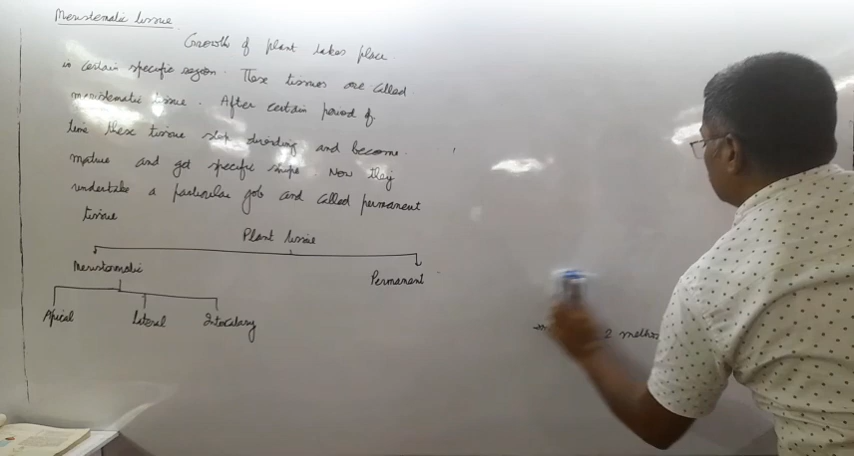 Meristematic tissue
Growth of plant takes place
in certain specific region. These tissues are called
meristematic tissue. After certain period of
time these tissue stop dividing and become
mature and get specific shape. Now they
undertake a particular job and called permanent
tissue
Plant tissue
Meristematic
Permanant
Apical
lateral
Intercalary
2 metho